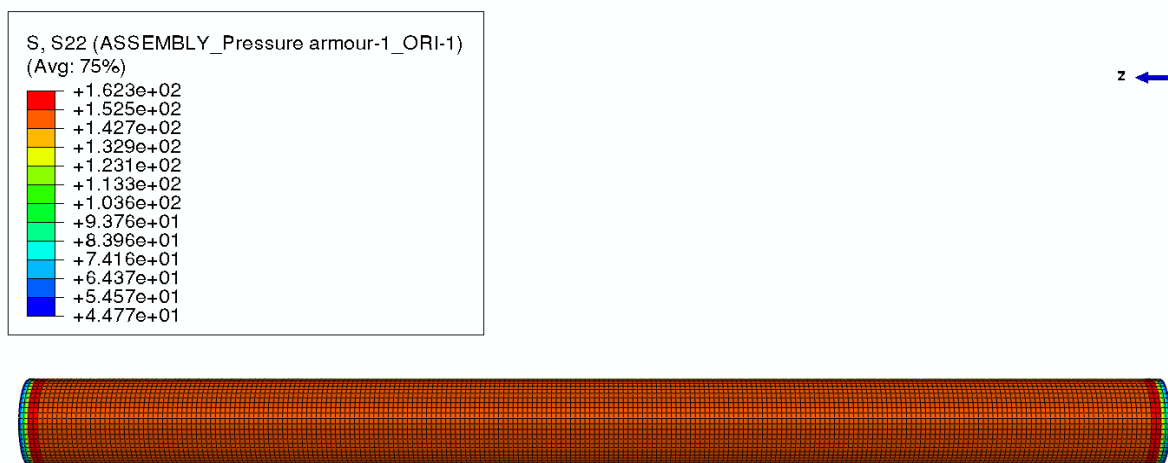 S, S22 (ASSEMBLY_Pressure armour-1_ORI-1)
(Avg: 75%)
+1.623e+02
+1.525e+02
+1.427e+02
+1.329e+02
+1.231e+02
+1.133e+02
+1.036e+02
+9.376e+01
+8.396e+01
+7.416e+01
+6.437e+01
+5.457e+01
+4.477e+01
z